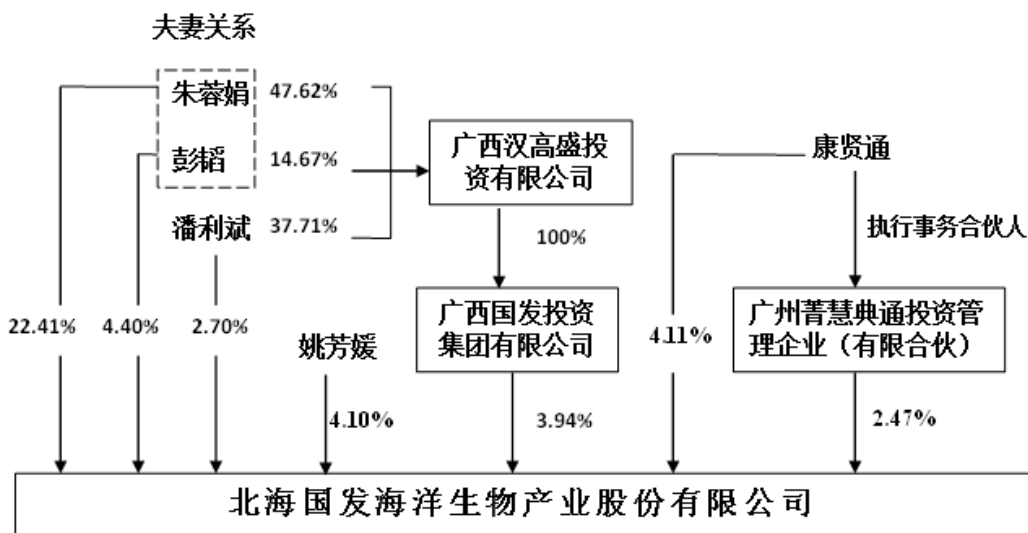 夫妻关系
朱蓉娟 47.62%
彭韬 14.67%
潘利斌 37.71%
广西汉高盛投
资有限公司
康贤通
100%
执行事务合伙人
22.41%
4.40%
2.70%
姚芳媛
广西国发投资
集团有限公司
4.11%
广州菁慧典通投资管
理企业（有限合伙）
4.10%
3.94%
2.47%
北海国发海洋生物产业股份有限公司